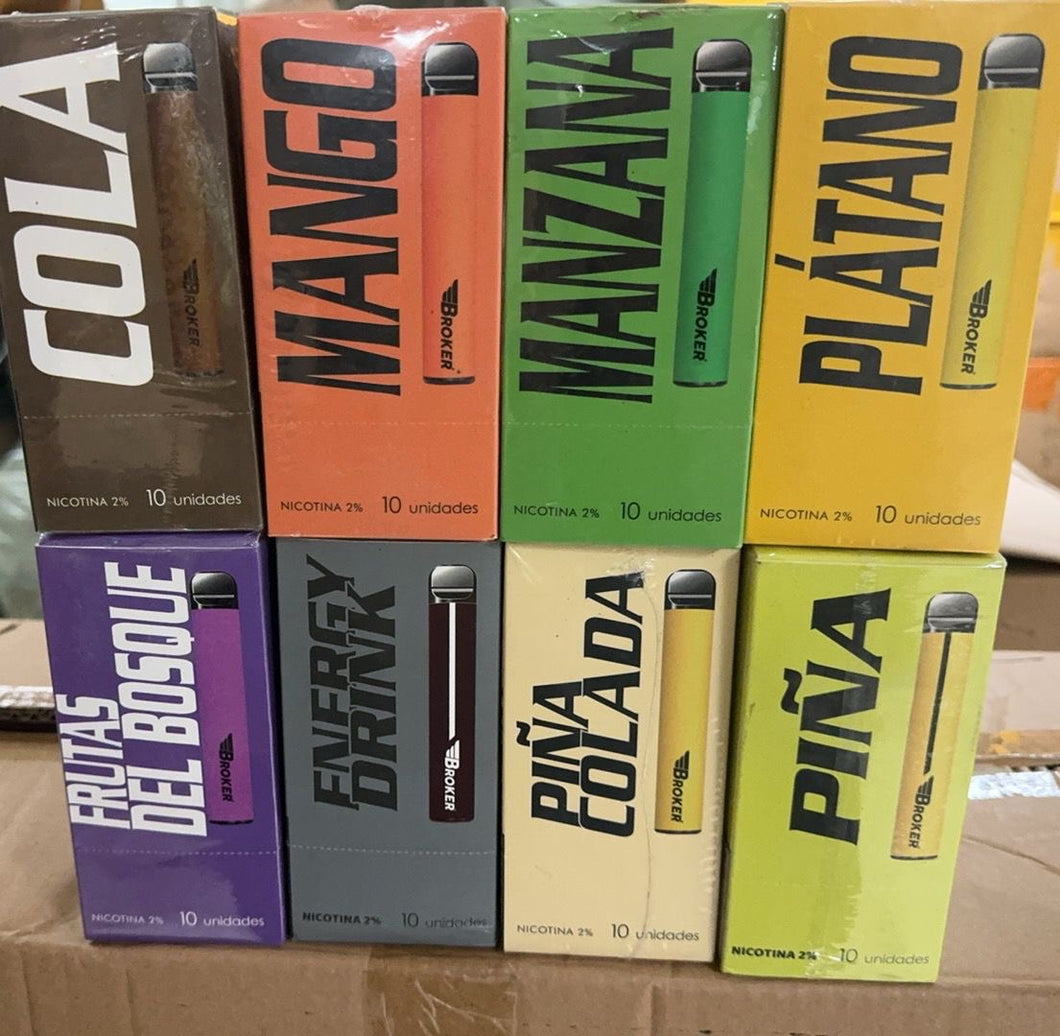 COLA
BROKER
NICOTINA 2% 10 unidades
MANGO
BROKER
NICOTINA 2% 10 unidades
MANZANA
BROKER
NICOTINA 2% 10 unidades
PLÁTANO
BROKER
NICOTINA 2% 10 unidades
FRUTAS
DEL BOSQUE
BROKER
NICOTINA 2% 10 unidades
ENERGY
DRINK
BROKER
NICOTINA 2% 10 unidades
PIÑA
COLADA
BROKER
NICOTINA 2% 10 unidades
PIÑA
BROKER
NICOTINA 2% 10 unidades